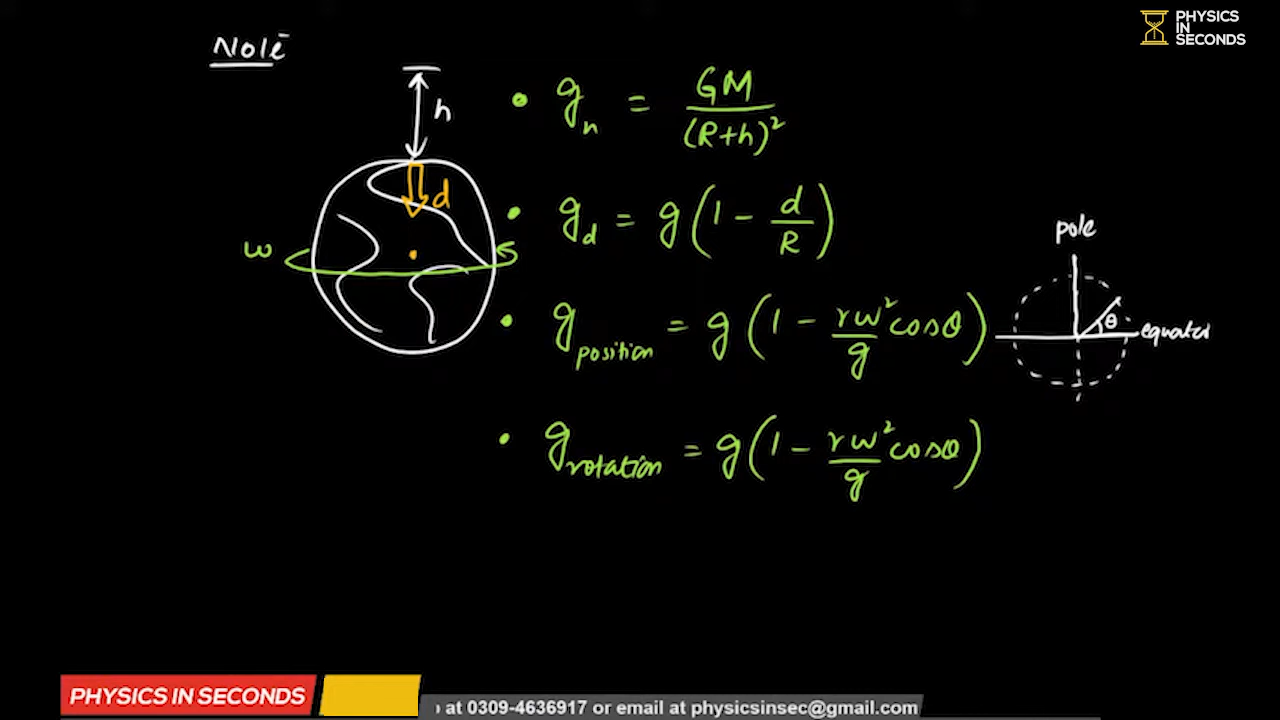 PHYSICS
IN
SECONDS
Note
h
d
ω
• g_h = GM / (R+h)²
• g_d = g(1 - d/R)
pole
θ
equator
• g_position = g(1 - rω²/g cosθ)
• g_rotation = g(1 - rω²/g cosθ)
PHYSICS IN SECONDS
at 0309-4636917 or email at physicsinsec@gmail.com